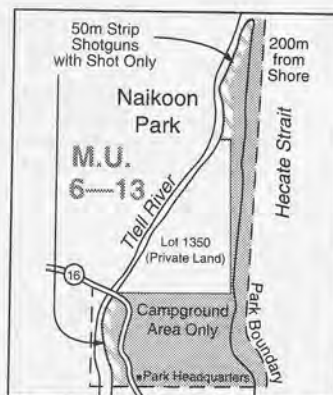 50m Strip
Shotguns
with Shot Only
200m
from
Shore
Naikoon
Park
M.U.
6—13
Hecate Strait
Tlell River
Lot 1350
(Private Land)
16
Campground
Area Only
Park Boundary
Park Headquarters